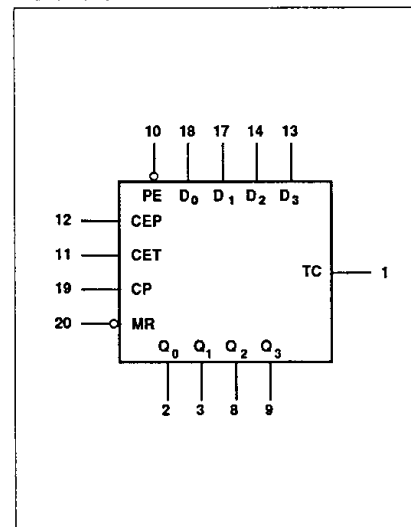 10 18 17 14 13
PE D₀ D₁ D₂ D₃
12 CEP
11 CET
TC 1
19 CP
20 MR
Q₀ Q₁ Q₂ Q₃
2 3 8 9